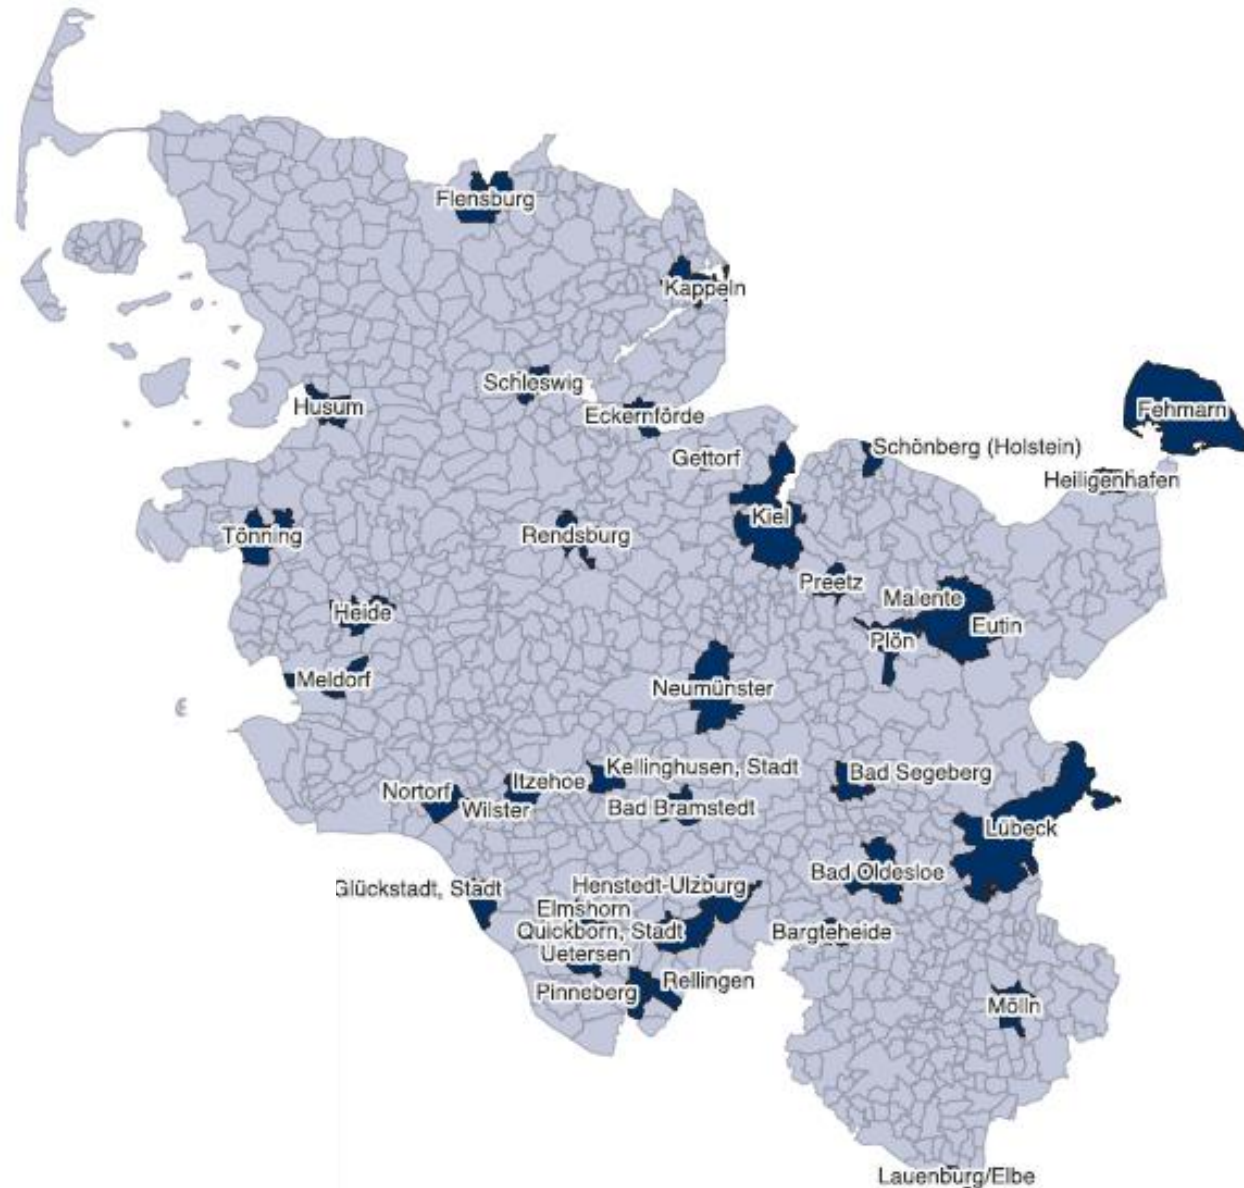 Flensburg
Kappeln
Schleswig
Husum
Eckernförde
Fehmarn
Gettorf
Schönberg (Holstein)
Heiligenhafen
Kiel
Tönning
Rendsburg
Preetz
Malente
Heide
Eutin
Plön
Meldorf
Neumünster
Kellinghusen, Stadt
Bad Segeberg
Itzehoe
Nortorf
Wilster
Bad Bramstedt
Lübeck
Bad Oldesloe
Glückstadt, Stadt
Henstedt-Ulzburg
Elmshorn
Quickborn, Stadt
Bargteheide
Uetersen
Rellingen
Pinneberg
Mölln
Lauenburg/Elbe